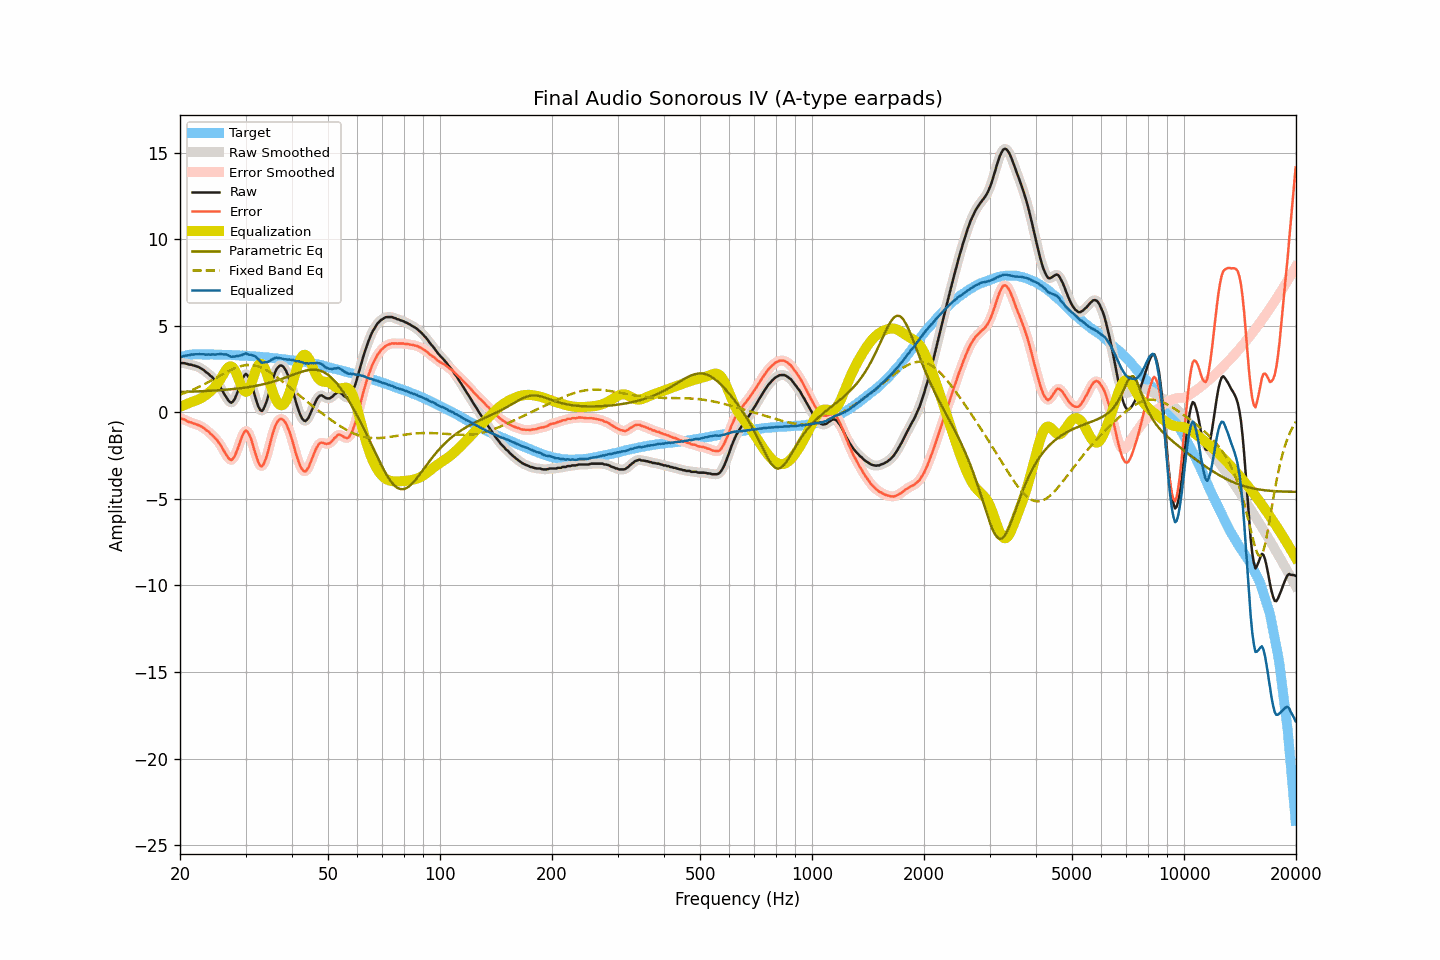 Final Audio Sonorous IV (A-type earpads)
Target
Raw Smoothed
Error Smoothed
Raw
Error
Equalization
Parametric Eq
Fixed Band Eq
Equalized
15
10
5
0
−5
−10
−15
−20
−25
Amplitude (dBr)
20 50 100 200 500 1000 2000 5000 10000 20000
Frequency (Hz)